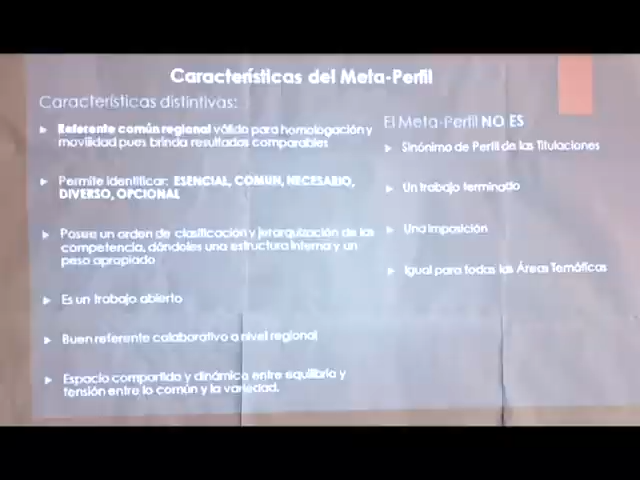 Características del Meta-Perfil
Características distintivas:
Referente común regional válido para homologación y
movilidad pues brinda resultados comparables
Permite identificar: ESENCIAL, COMUN, NECESARIO,
DIVERSO, OPCIONAL
Posee un orden de clasificación y jerarquización de las
competencia, dándoles una estructura interna y un
peso apropiado
Es un trabajo abierto
Buen referente colaborativo a nivel regional
Espacio compartido y dinámico entre equilibrio y
tensión entre lo común y la variedad.
El Meta-Perfil NO ES
Sinónimo de Perfil de las Titulaciones
Un trabajo terminado
Una imposición
Igual para todas las Áreas Temáticas